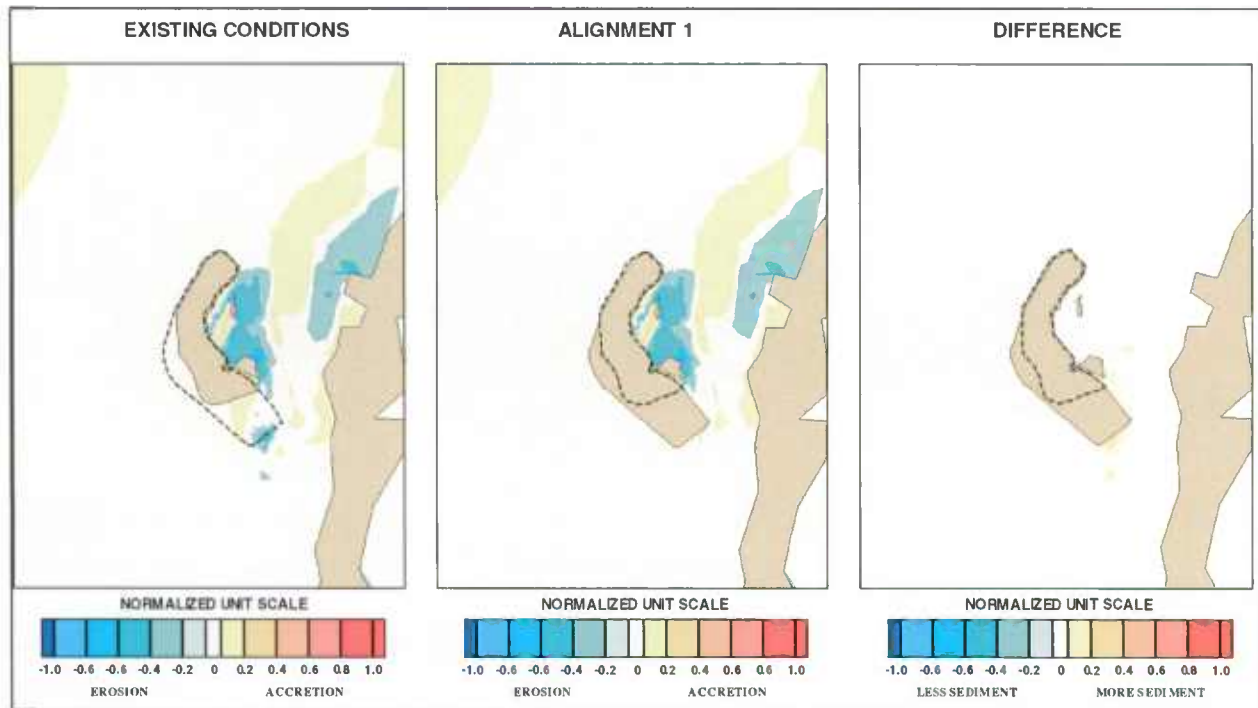 EXISTING CONDITIONS
ALIGNMENT 1
DIFFERENCE
NORMALIZED UNIT SCALE
-1.0 -0.6 -0.6 -0.4 -0.2 0 0.2 0.4 0.6 0.8 1.0
EROSION ACCRETION
NORMALIZED UNIT SCALE
-1.0 -0.6 -0.6 -0.4 -0.2 0 0.2 0.4 0.6 0.8 1.0
EROSION ACCRETION
NORMALIZED UNIT SCALE
-1.0 -0.6 -0.6 -0.4 -0.2 0 0.2 0.4 0.6 0.8 1.0
LESS SEDIMENT MORE SEDIMENT